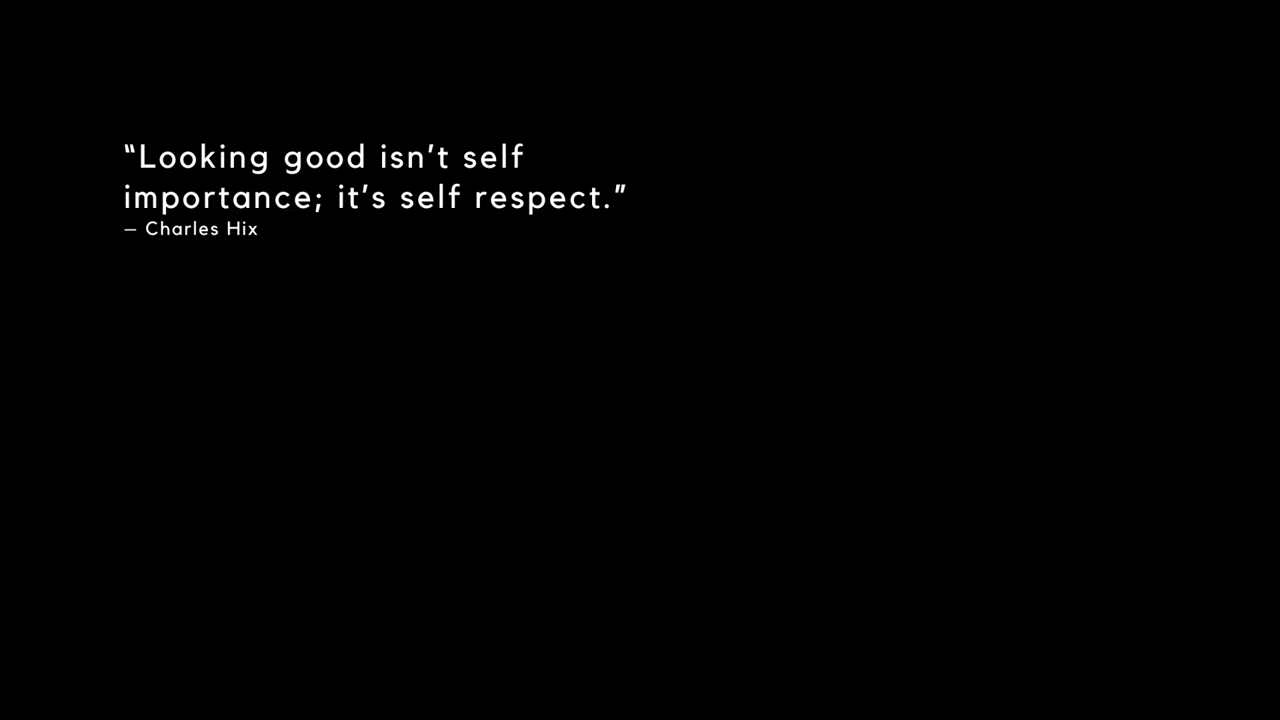 “Looking good isn’t self
importance; it’s self respect.”
– Charles Hix